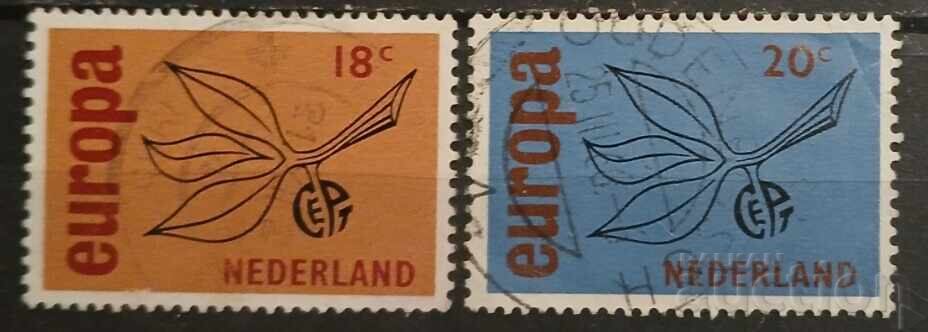 europa
18c
CEPT
NEDERLAND
europa
20c
CEPT
NEDERLAND